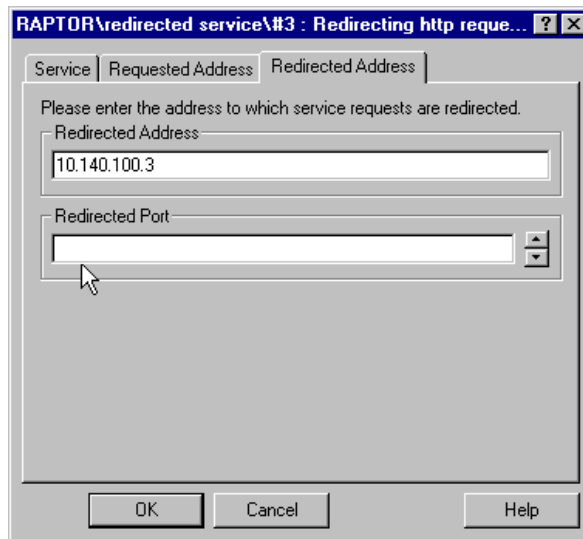 RAPTOR\redirected service\#3 : Redirecting http reque...
Service Requested Address Redirected Address
Please enter the address to which service requests are redirected.
Redirected Address
10.140.100.3
Redirected Port
OK Cancel Help